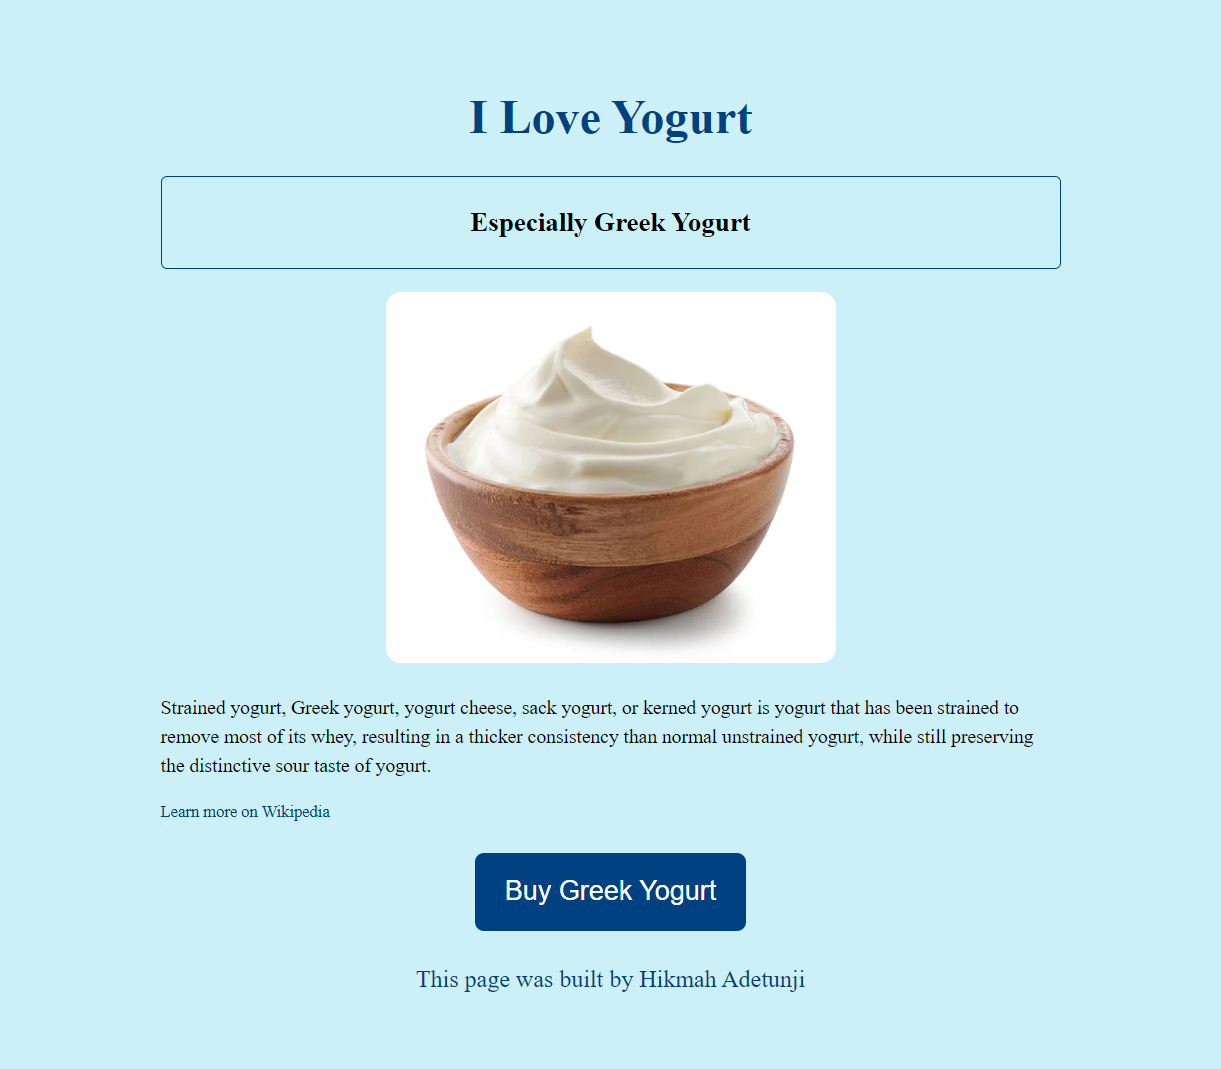 I Love Yogurt
Especially Greek Yogurt
Strained yogurt, Greek yogurt, yogurt cheese, sack yogurt, or kerned yogurt is yogurt that has been strained to
remove most of its whey, resulting in a thicker consistency than normal unstrained yogurt, while still preserving
the distinctive sour taste of yogurt.
Learn more on Wikipedia
Buy Greek Yogurt
This page was built by Hikmah Adetunji